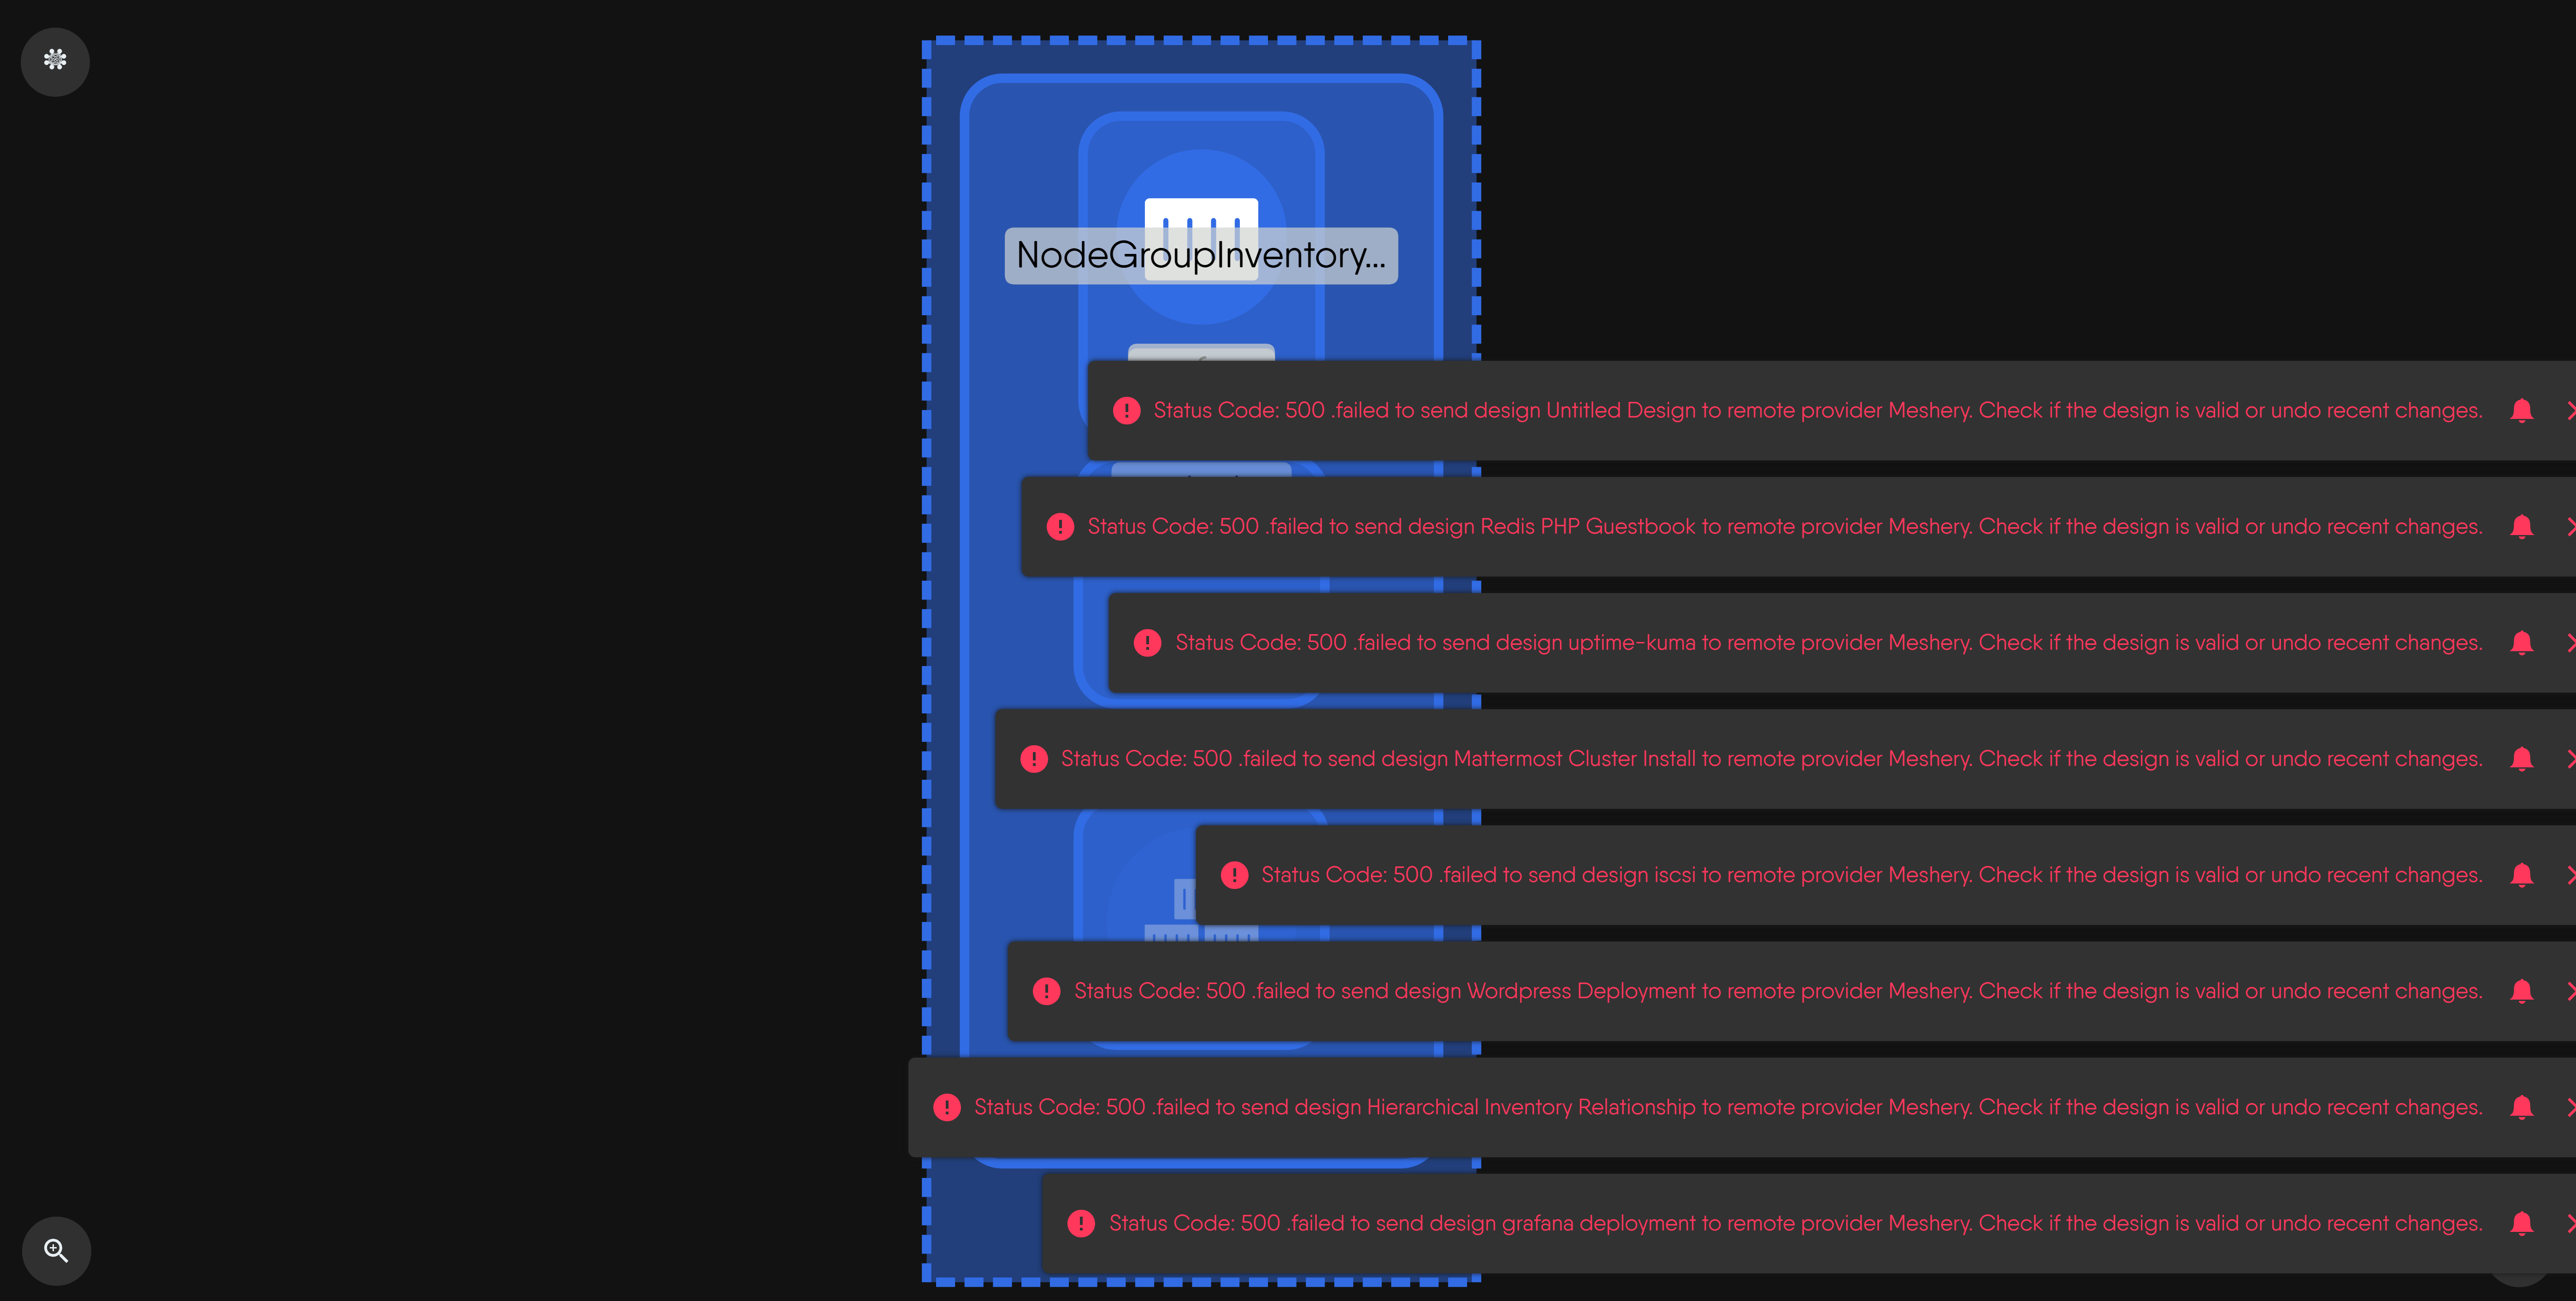 NodeGroupInventory...
Status Code: 500 .failed to send design Untitled Design to remote provider Meshery. Check if the design is valid or undo recent changes.
Status Code: 500 .failed to send design Redis PHP Guestbook to remote provider Meshery. Check if the design is valid or undo recent changes.
Status Code: 500 .failed to send design uptime-kuma to remote provider Meshery. Check if the design is valid or undo recent changes.
Status Code: 500 .failed to send design Mattermost Cluster Install to remote provider Meshery. Check if the design is valid or undo recent changes.
Status Code: 500 .failed to send design iscsi to remote provider Meshery. Check if the design is valid or undo recent changes.
Status Code: 500 .failed to send design Wordpress Deployment to remote provider Meshery. Check if the design is valid or undo recent changes.
Status Code: 500 .failed to send design Hierarchical Inventory Relationship to remote provider Meshery. Check if the design is valid or undo recent changes.
Status Code: 500 .failed to send design grafana deployment to remote provider Meshery. Check if the design is valid or undo recent changes.